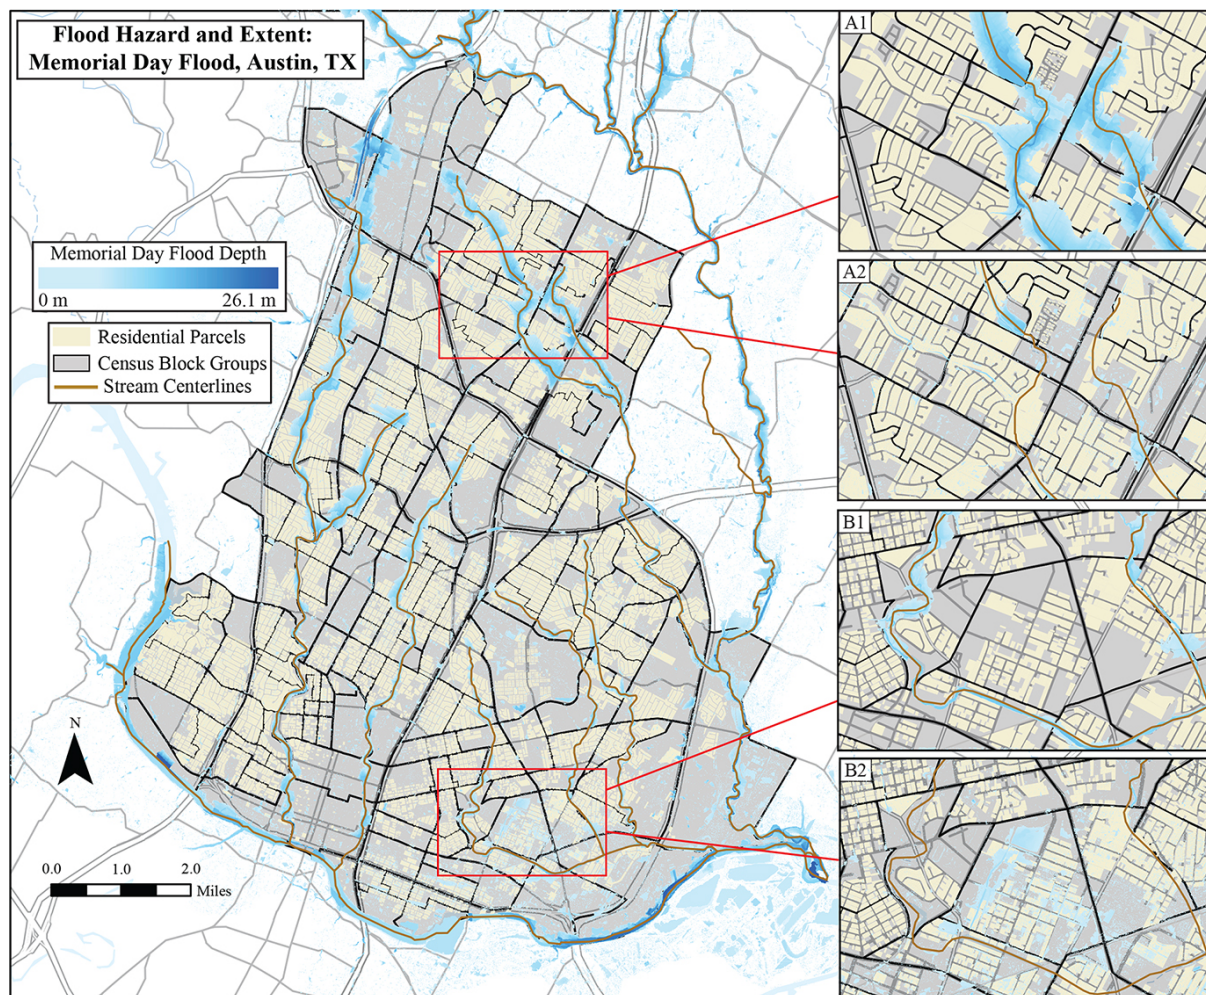 Flood Hazard and Extent:
Memorial Day Flood, Austin, TX
Memorial Day Flood Depth
0 m 26.1 m
Residential Parcels
Census Block Groups
Stream Centerlines
N
0.0 1.0 2.0
Miles
A1
A2
B1
B2